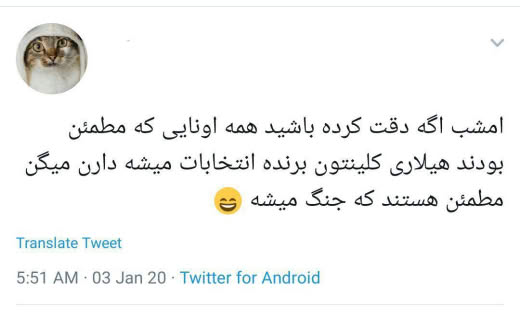 امشب اگه دقت کرده باشید همه اونایی که مطمئن
بودند هیلاری کلینتون برنده انتخابات میشه دارن میگن
مطمئن هستند که جنگ میشه 😄
Translate Tweet
5:51 AM · 03 Jan 20 · Twitter for Android